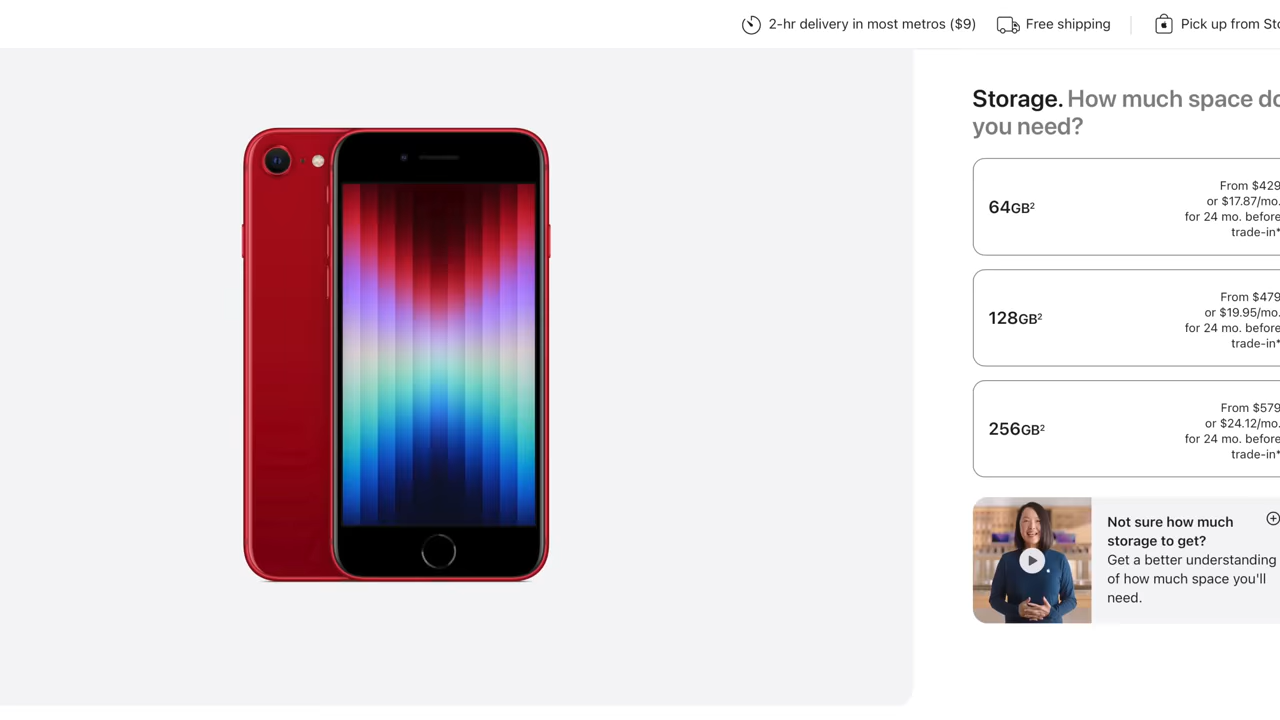 2-hr delivery in most metros ($9) Free shipping Pick up from
Storage. How much space do
you need?
64GB²
From $429
or $17.87/mo.
for 24 mo. before
trade-in*
128GB²
From $479
or $19.95/mo.
for 24 mo. before
trade-in*
256GB²
From $579
or $24.12/mo.
for 24 mo. before
trade-in*
Not sure how much
storage to get?
Get a better understanding
of how much space you'll
need.